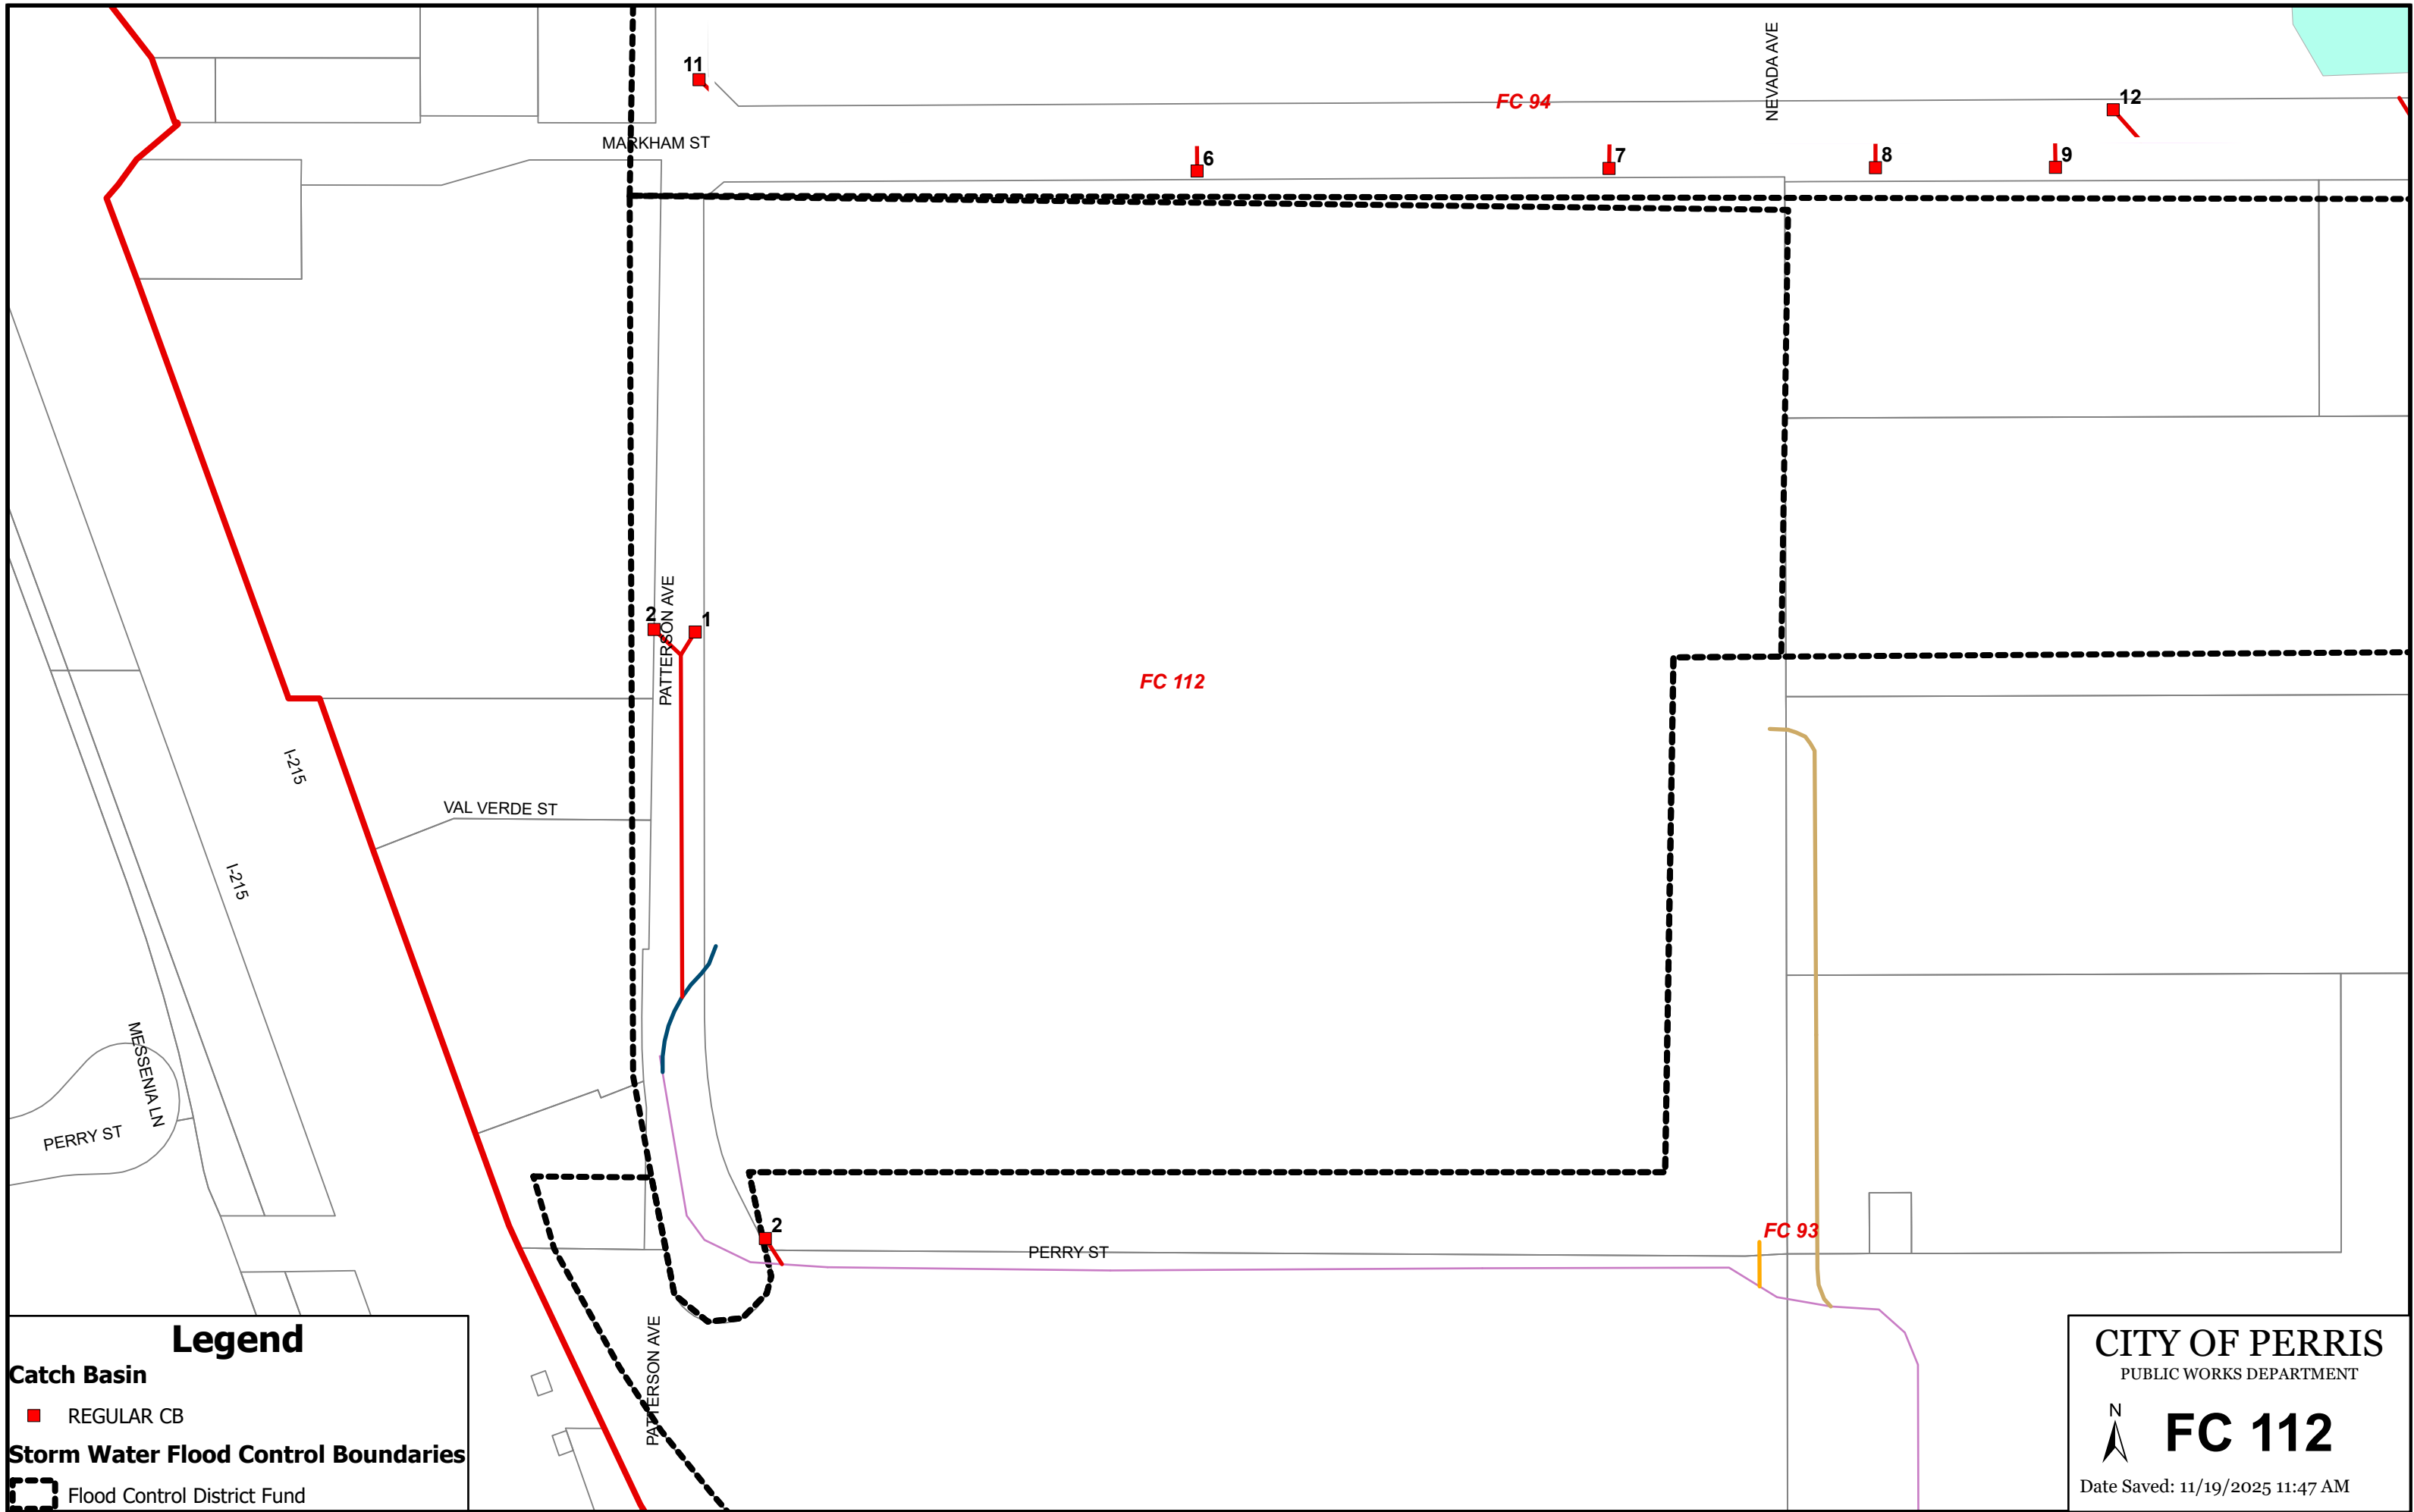 NEVADA AVE
11
12
FC 94
MARKHAM ST
6
7
8
9
2
1
PATTERSON AVE
FC 112
I-215
VAL VERDE ST
I-215
MESSENIA LN
PERRY ST
2
FC 93
PERRY ST
PATTERSON AVE
Legend
Catch Basin
REGULAR CB
Storm Water Flood Control Boundaries
Flood Control District Fund
CITY OF PERRIS
PUBLIC WORKS DEPARTMENT
N
FC 112
Date Saved: 11/19/2025 11:47 AM